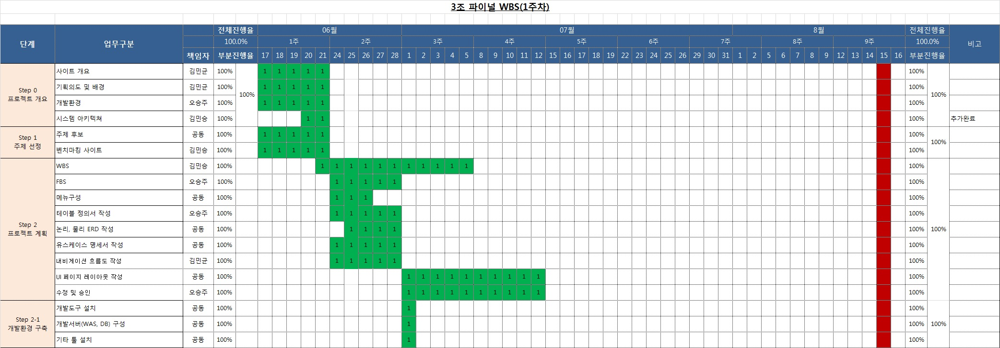 3조 파이널 WBS(1주차)
단계 업무구분 전체진행율 06월 07월 8월 전체진행율 비고
100.0% 1주 2주 3주 4주 5주 6주 7주 8주 9주 100.0%
책임자 부분진행율 17 18 19 20 21 24 25 26 27 28 1 2 3 4 5 8 9 10 11 12 15 16 17 18 19 22 23 24 25 26 29 30 31 1 2 5 6 7 8 9 12 13 14 15 16 부분진행율
Step 0
프로젝트 개요
사이트 개요 김민균 100% 1 1 1 1 1 100%
기획의도 및 배경 김민균 100% 1 1 1 1 1 100%
100% 100%
개발환경 오승주 100% 1 1 1 1 1 100%
시스템 아키텍쳐 김민승 100% 1 1 100% 추가완료
Step 1
주제 선정
주제 후보 공동 100% 1 1 1 1 1 100%
100%
벤치마킹 사이트 김민승 100% 1 1 1 1 1 100%
Step 2
프로젝트 계획
WBS 김민승 100% 1 1 1 1 1 1 1 1 1 1 1 100%
FBS 오승주 100% 1 1 1 1 1 100%
메뉴구성 공동 100% 1 1 1 100%
테이블 정의서 작성 오승주 100% 1 1 1 1 1 100%
논리, 물리 ERD 작성 공동 100% 1 1 1 1 100% 100%
유스케이스 명세서 작성 공동 100% 1 1 1 1 1 100%
내비게이션 흐름도 작성 김민균 100% 1 1 1 1 1 100%
UI 페이지 레이아웃 작성 공동 100% 1 1 1 1 1 1 1 1 1 1 100%
수정 및 승인 오승주 100% 1 1 1 1 1 1 1 1 1 1 100%
Step 2-1
개발환경 구축
개발도구 설치 공동 100% 1 100%
개발서버(WAS, DB) 구성 공동 100% 1 100% 100%
기타 툴 설치 공동 100% 1 100%